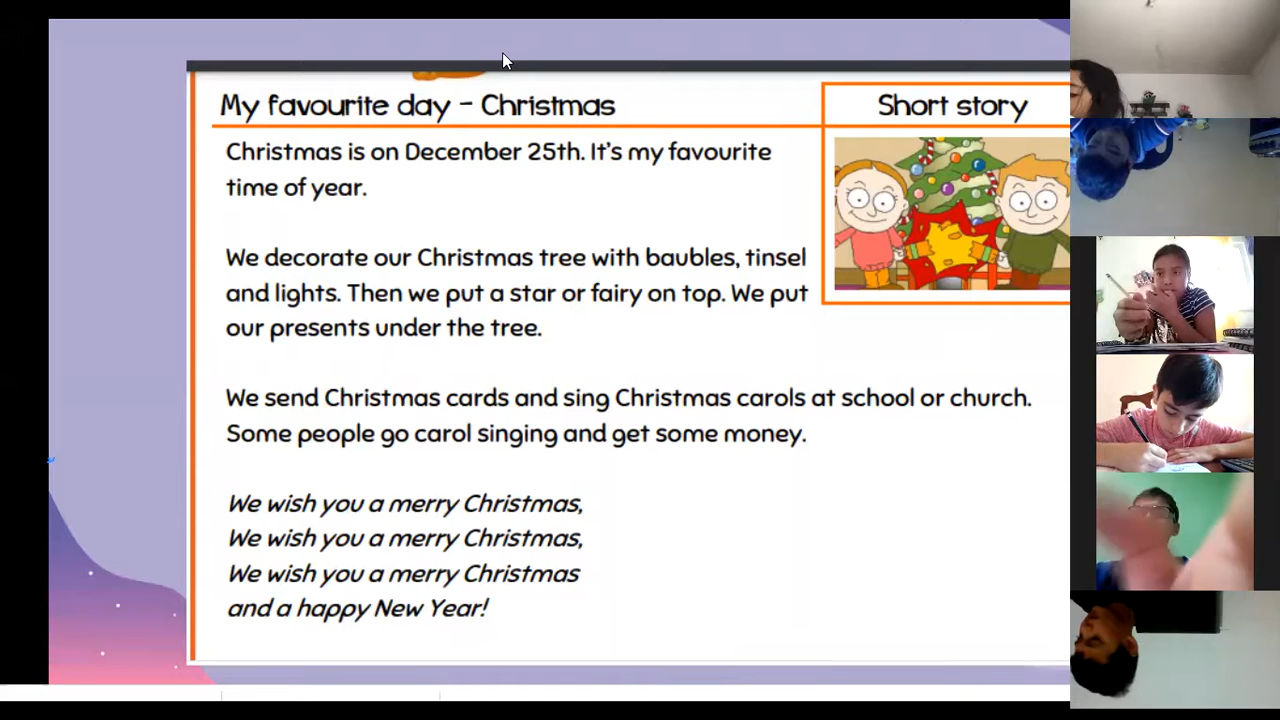 My favourite day - Christmas
Short story
Christmas is on December 25th. It's my favourite
time of year.
We decorate our Christmas tree with baubles, tinsel
and lights. Then we put a star or fairy on top. We put
our presents under the tree.
We send Christmas cards and sing Christmas carols at school or church.
Some people go carol singing and get some money.
We wish you a merry Christmas,
We wish you a merry Christmas,
We wish you a merry Christmas
and a happy New Year!